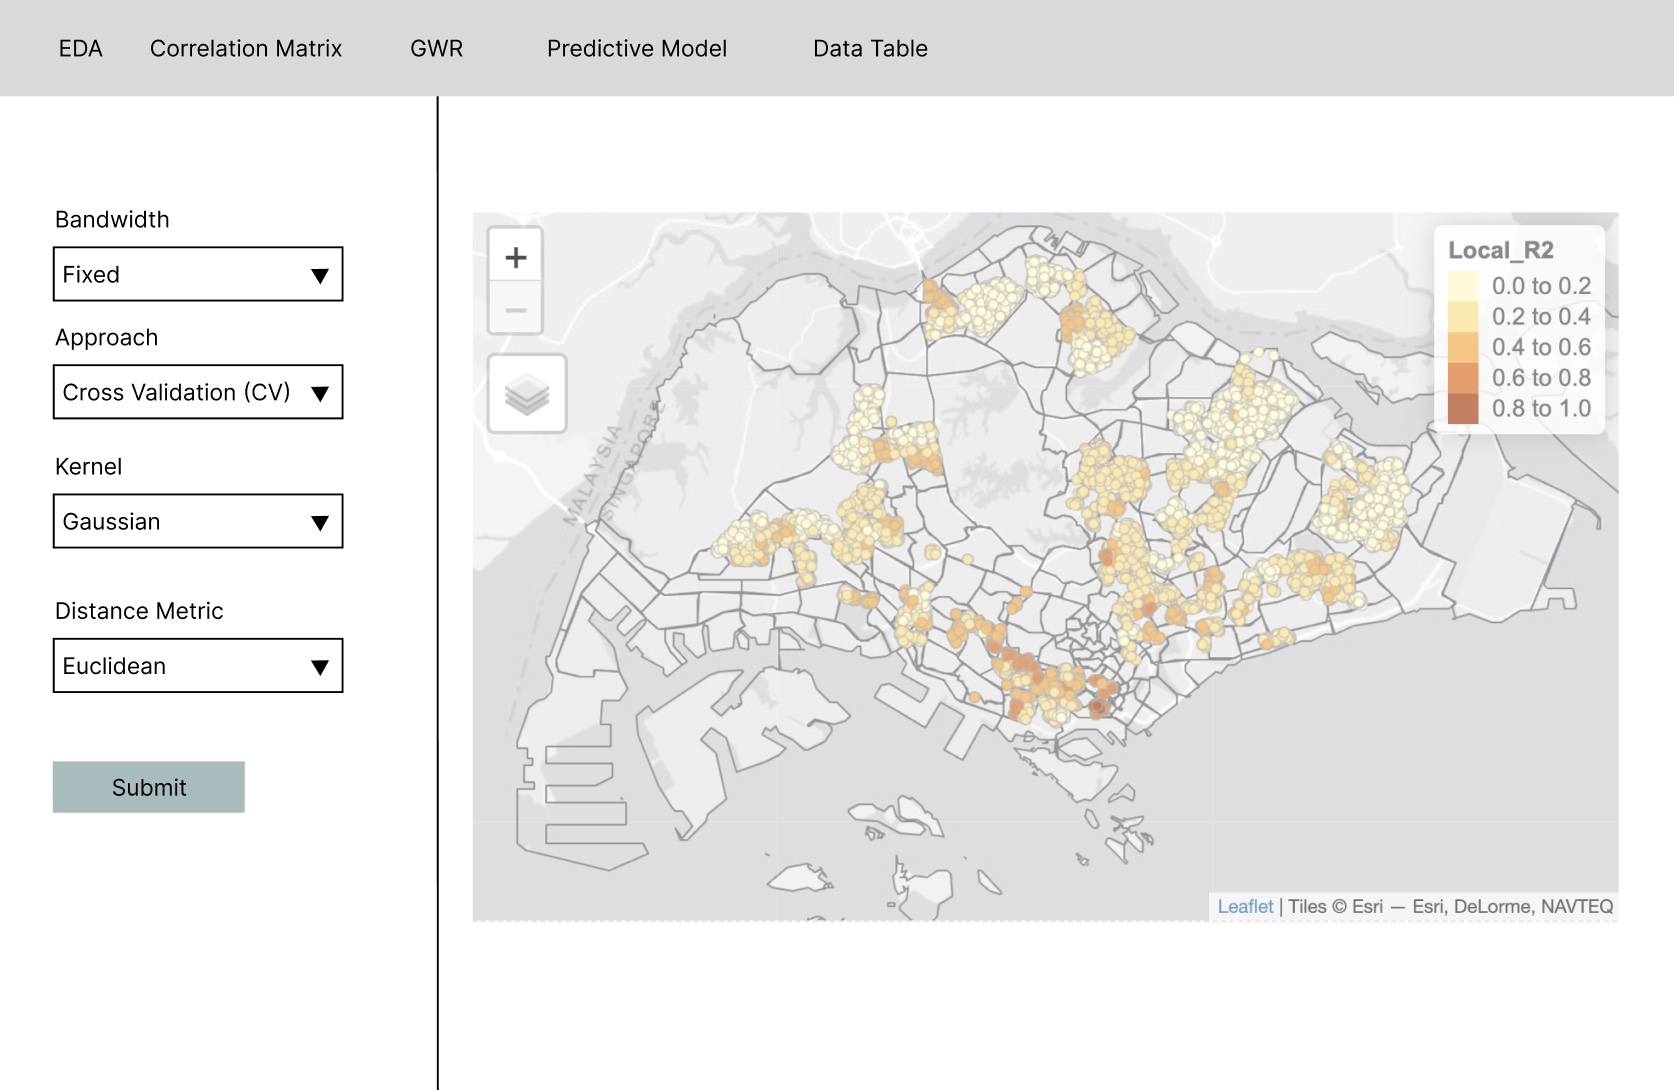 EDA
Correlation Matrix
GWR
Predictive Model
Data Table
Bandwidth
Fixed
Approach
Cross Validation (CV)
Kernel
Gaussian
Distance Metric
Euclidean
Submit
+
−
MALAYSIA
SINGAPORE
Local_R2
0.0 to 0.2
0.2 to 0.4
0.4 to 0.6
0.6 to 0.8
0.8 to 1.0
Leaflet | Tiles © Esri — Esri, DeLorme, NAVTEQ